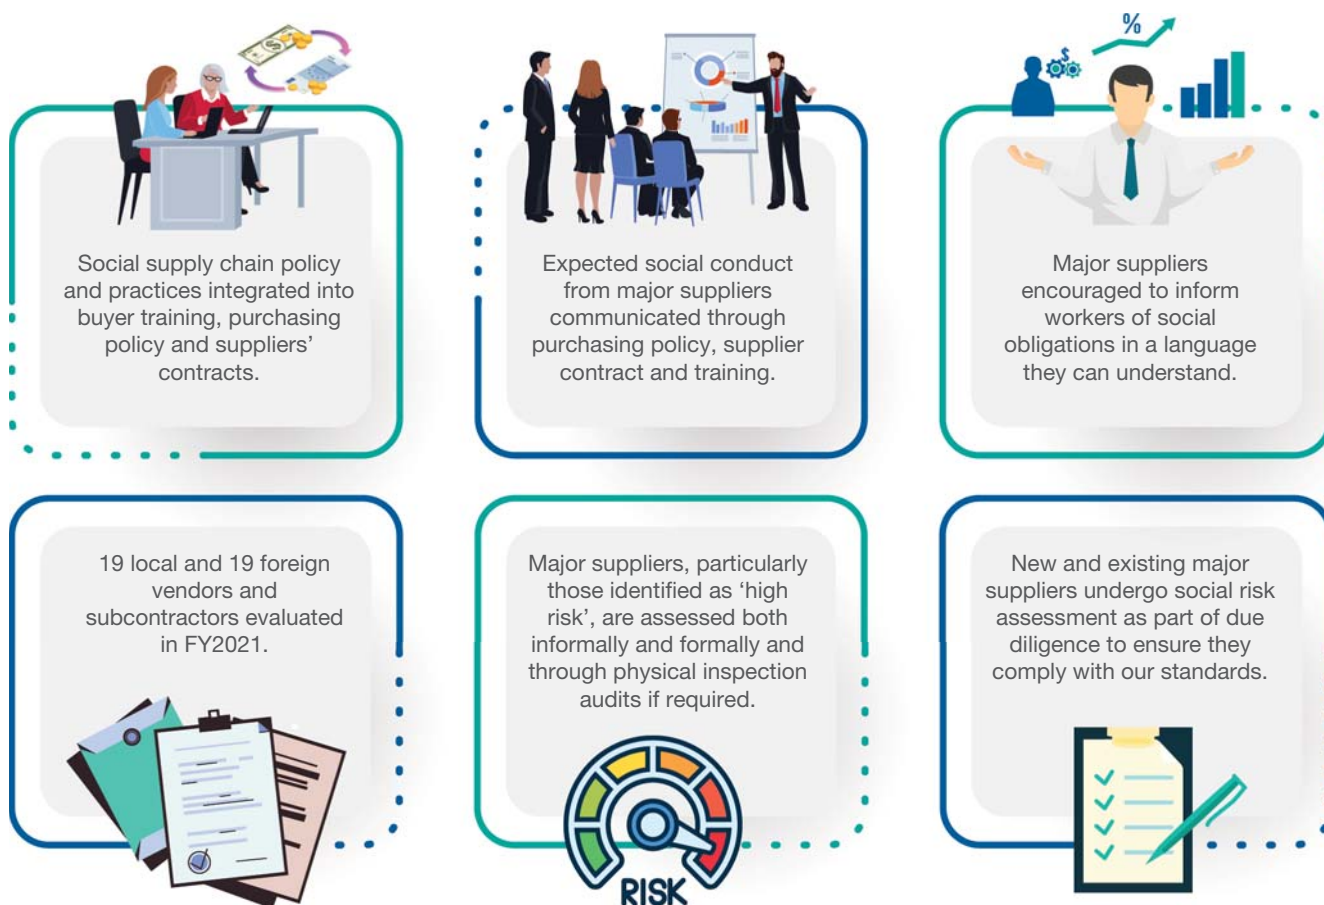 $
%
$
Social supply chain policy
and practices integrated into
buyer training, purchasing
policy and suppliers’
contracts.
Expected social conduct
from major suppliers
communicated through
purchasing policy, supplier
contract and training.
Major suppliers
encouraged to inform
workers of social
obligations in a language
they can understand.
19 local and 19 foreign
vendors and
subcontractors evaluated
in FY2021.
Major suppliers, particularly
those identified as ‘high
risk’, are assessed both
informally and formally and
through physical inspection
audits if required.
RISK
New and existing major
suppliers undergo social risk
assessment as part of due
diligence to ensure they
comply with our standards.